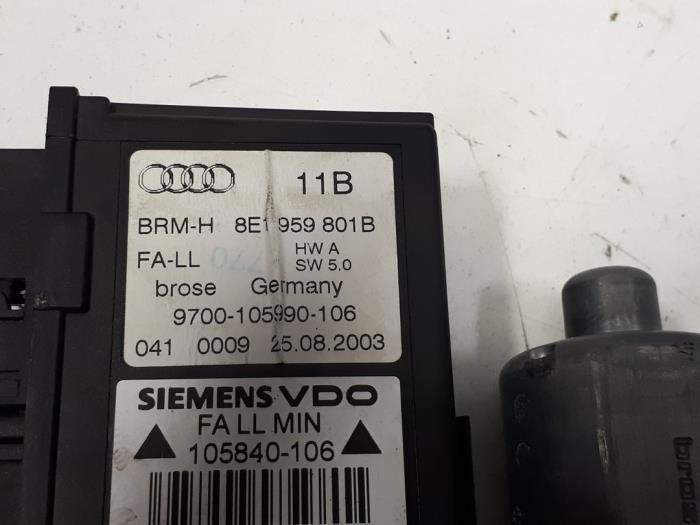 11B
BRM-H 8E1 959 801B
FA-LL 770 HW A
SW 5.0
brose Germany
9700-105990-106
041 0009 25.08.2003
SIEMENS VDO
FA LL MIN
105840-106